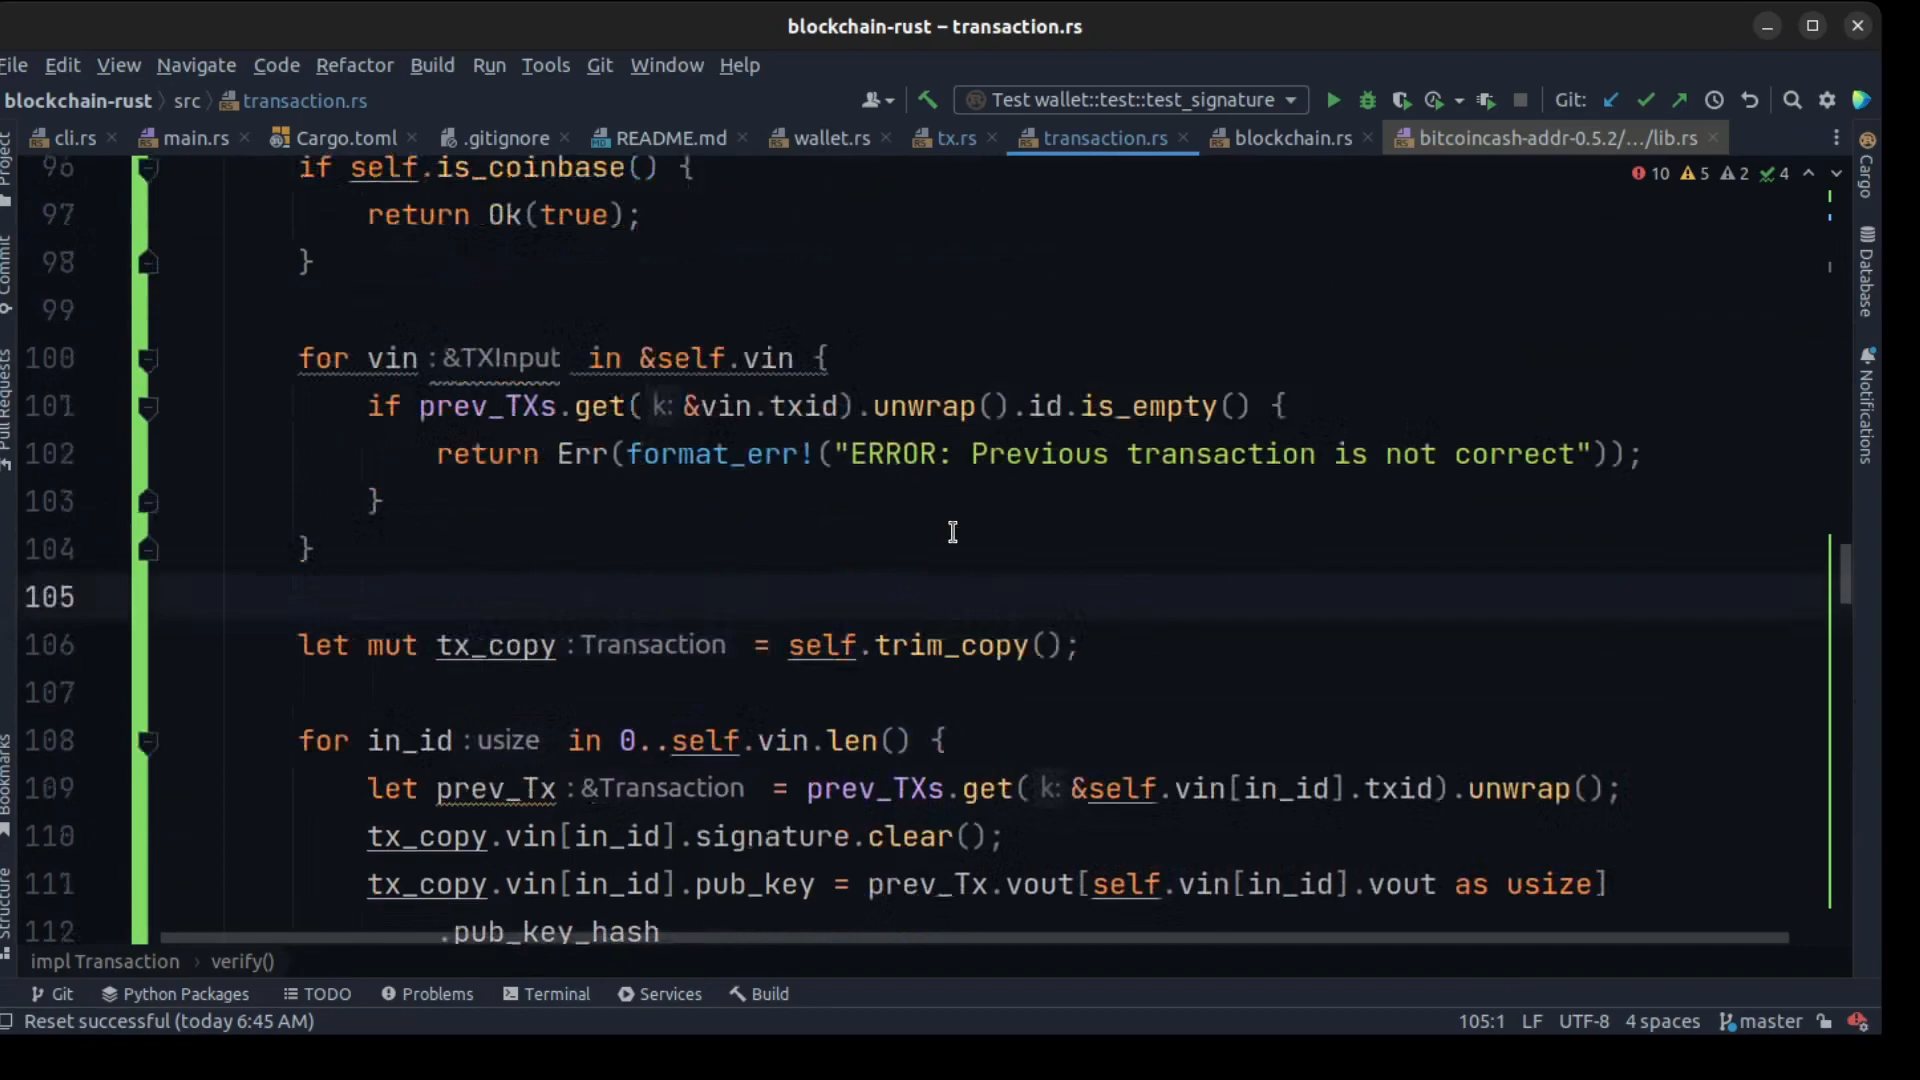 blockchain-rust – transaction.rs
File Edit View Navigate Code Refactor Build Run Tools Git Window Help
blockchain-rust src transaction.rs Test wallet::test::test_signature Git:
cli.rs main.rs Cargo.toml .gitignore README.md wallet.rs tx.rs transaction.rs blockchain.rs bitcoincash-addr-0.5.2/.../lib.rs
10 5 2 4
96 if self.is_coinbase() {
97 return Ok(true);
98 }
99
100 for vin : &TXInput in &self.vin {
101 if prev_TXs.get( k: &vin.txid).unwrap().id.is_empty() {
102 return Err(format_err!("ERROR: Previous transaction is not correct"));
103 }
104 }
105
106 let mut tx_copy : Transaction = self.trim_copy();
107
108 for in_id : usize in 0..self.vin.len() {
109 let prev_Tx : &Transaction = prev_TXs.get( k: &self.vin[in_id].txid).unwrap();
110 tx_copy.vin[in_id].signature.clear();
111 tx_copy.vin[in_id].pub_key = prev_Tx.vout[self.vin[in_id].vout as usize]
112 .pub_key_hash
impl Transaction › verify()
Git Python Packages TODO Problems Terminal Services Build
Reset successful (today 6:45 AM) 105:1 LF UTF-8 4 spaces master
Project
Commit
Pull Requests
Bookmarks
Structure
Cargo
Database
Notifications